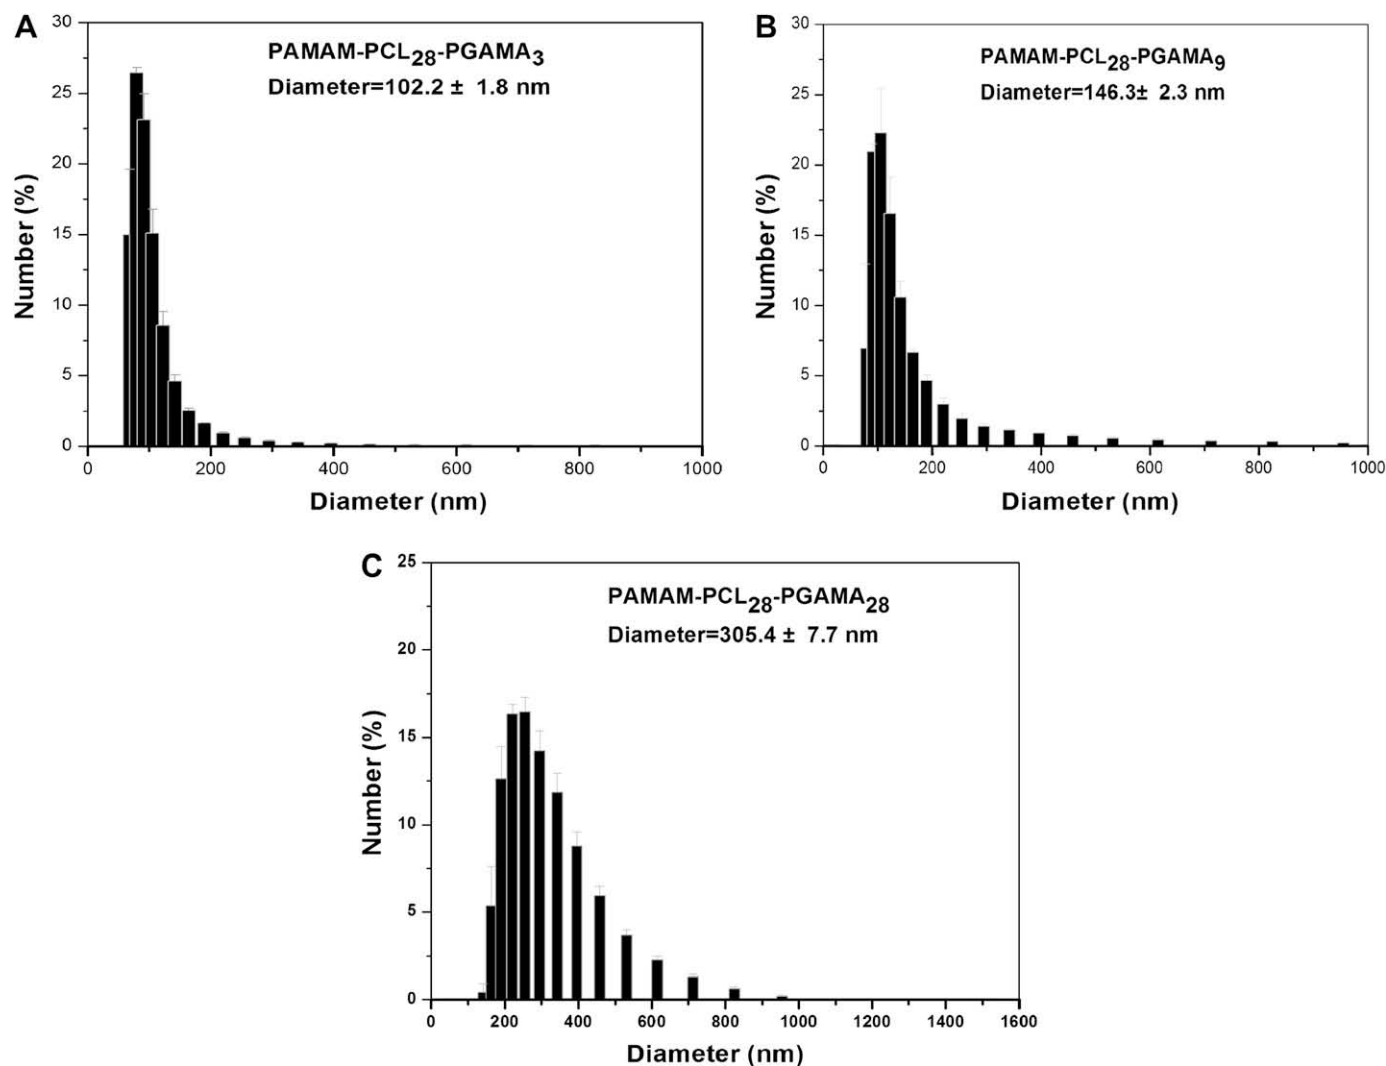 A
PAMAM-PCL28-PGAMA3
Diameter=102.2 ± 1.8 nm
30
25
20
15
10
5
0
Number (%)
0 200 400 600 800 1000
Diameter (nm)
B
PAMAM-PCL28-PGAMA9
Diameter=146.3± 2.3 nm
30
25
20
15
10
5
0
Number (%)
0 200 400 600 800 1000
Diameter (nm)
C
PAMAM-PCL28-PGAMA28
Diameter=305.4 ± 7.7 nm
25
20
15
10
5
0
Number (%)
0 200 400 600 800 1000 1200 1400 1600
Diameter (nm)